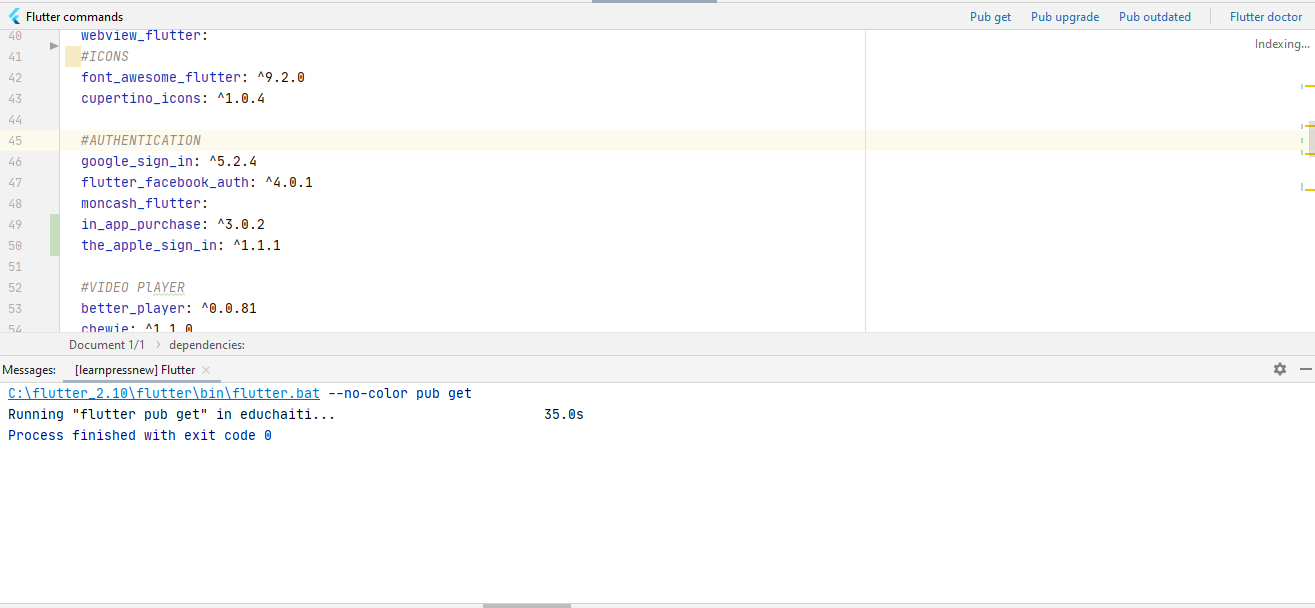 Flutter commands
Pub get Pub upgrade Pub outdated Flutter doctor
Indexing...
40 webview_flutter:
41 #ICONS
42 font_awesome_flutter: ^9.2.0
43 cupertino_icons: ^1.0.4
44
45 #AUTHENTICATION
46 google_sign_in: ^5.2.4
47 flutter_facebook_auth: ^4.0.1
48 moncash_flutter:
49 in_app_purchase: ^3.0.2
50 the_apple_sign_in: ^1.1.1
51
52 #VIDEO PlAYER
53 better_player: ^0.0.81
54 chewie: ^1.1.0
Document 1/1 › dependencies:
Messages: [learnpressnew] Flutter ×
C:\flutter_2.10\flutter\bin\flutter.bat --no-color pub get
Running "flutter pub get" in educhaiti... 35.0s
Process finished with exit code 0